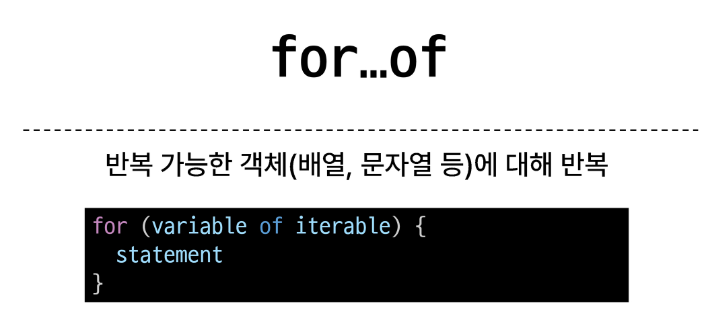 for…of
반복 가능한 객체(배열, 문자열 등)에 대해 반복
for (variable of iterable) {
  statement
}